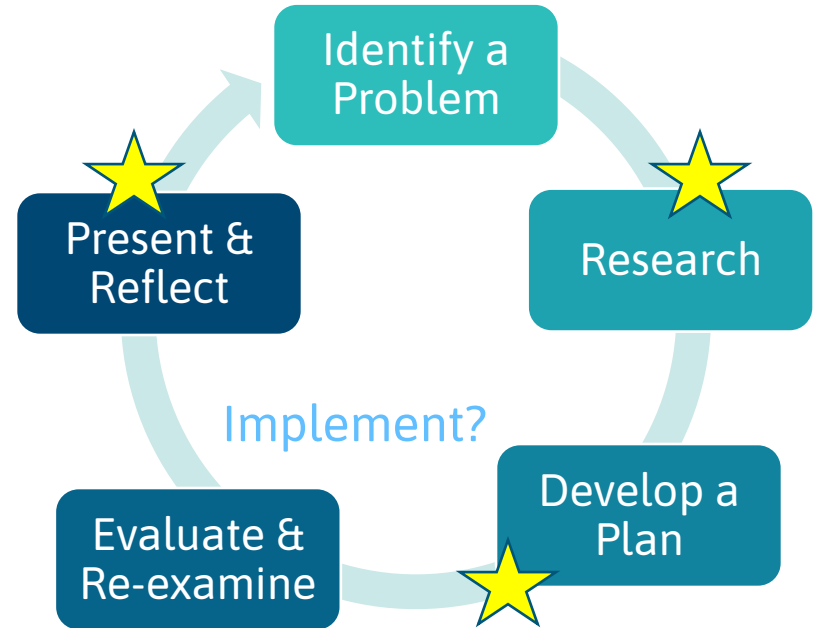 Identify a
Problem
Research
Develop a
Plan
Evaluate &
Re-examine
Present &
Reflect
Implement?